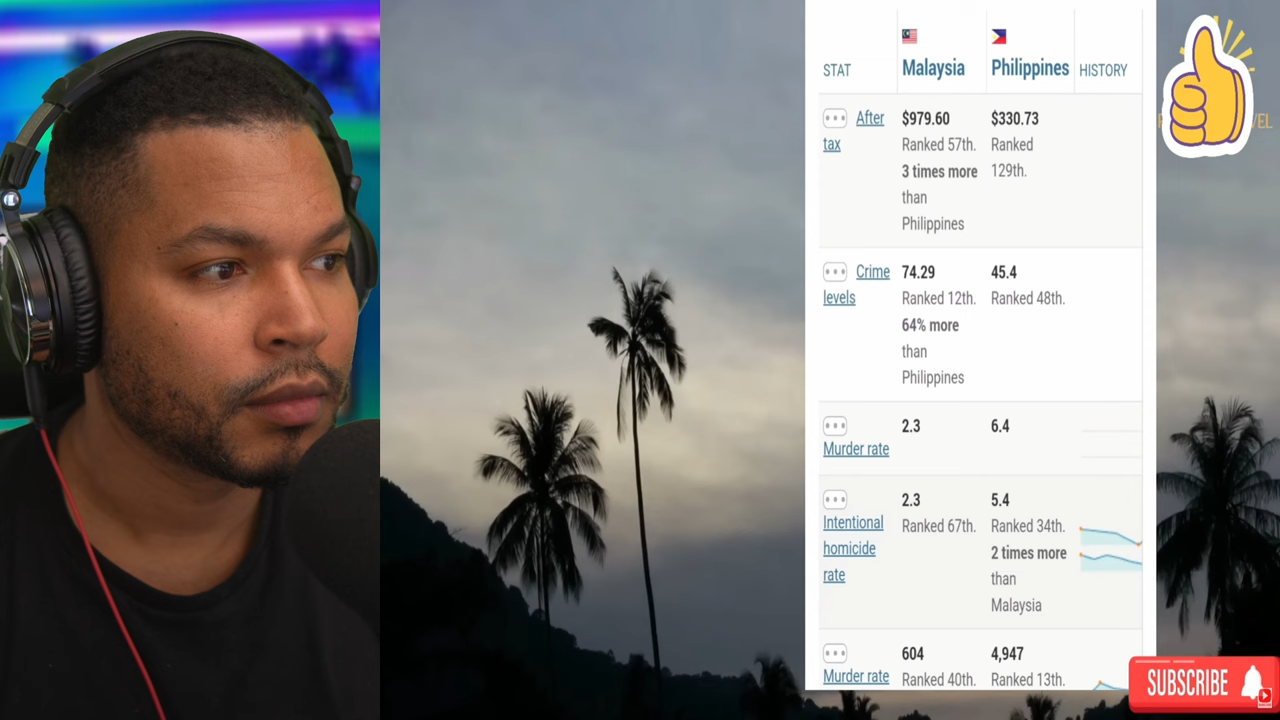 STAT Malaysia Philippines HISTORY
After tax
$979.60
Ranked 57th.
3 times more
than
Philippines
$330.73
Ranked
129th.
Crime levels
74.29
Ranked 12th.
64% more
than
Philippines
45.4
Ranked 48th.
Murder rate
2.3
6.4
Intentional
homicide
rate
2.3
Ranked 67th.
5.4
Ranked 34th.
2 times more
than
Malaysia
Murder rate
604
Ranked 40th.
4,947
Ranked 13th.
SUBSCRIBE